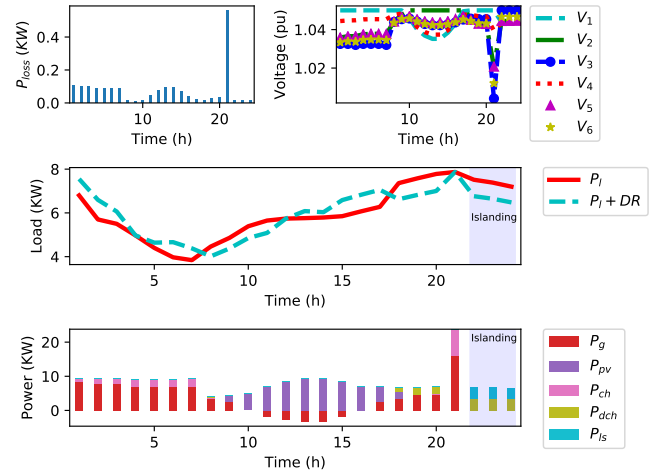 0.4
0.2
0.0
P_loss (KW)
10
20
Time (h)
1.04
1.02
Voltage (pu)
10
20
Time (h)
V_1
V_2
V_3
V_4
V_5
V_6
8
6
4
Load (KW)
Islanding
5
10
15
20
Time (h)
P_l
P_l + DR
20
10
0
Power (KW)
Islanding
5
10
15
20
Time (h)
P_g
P_pv
P_ch
P_dch
P_ls